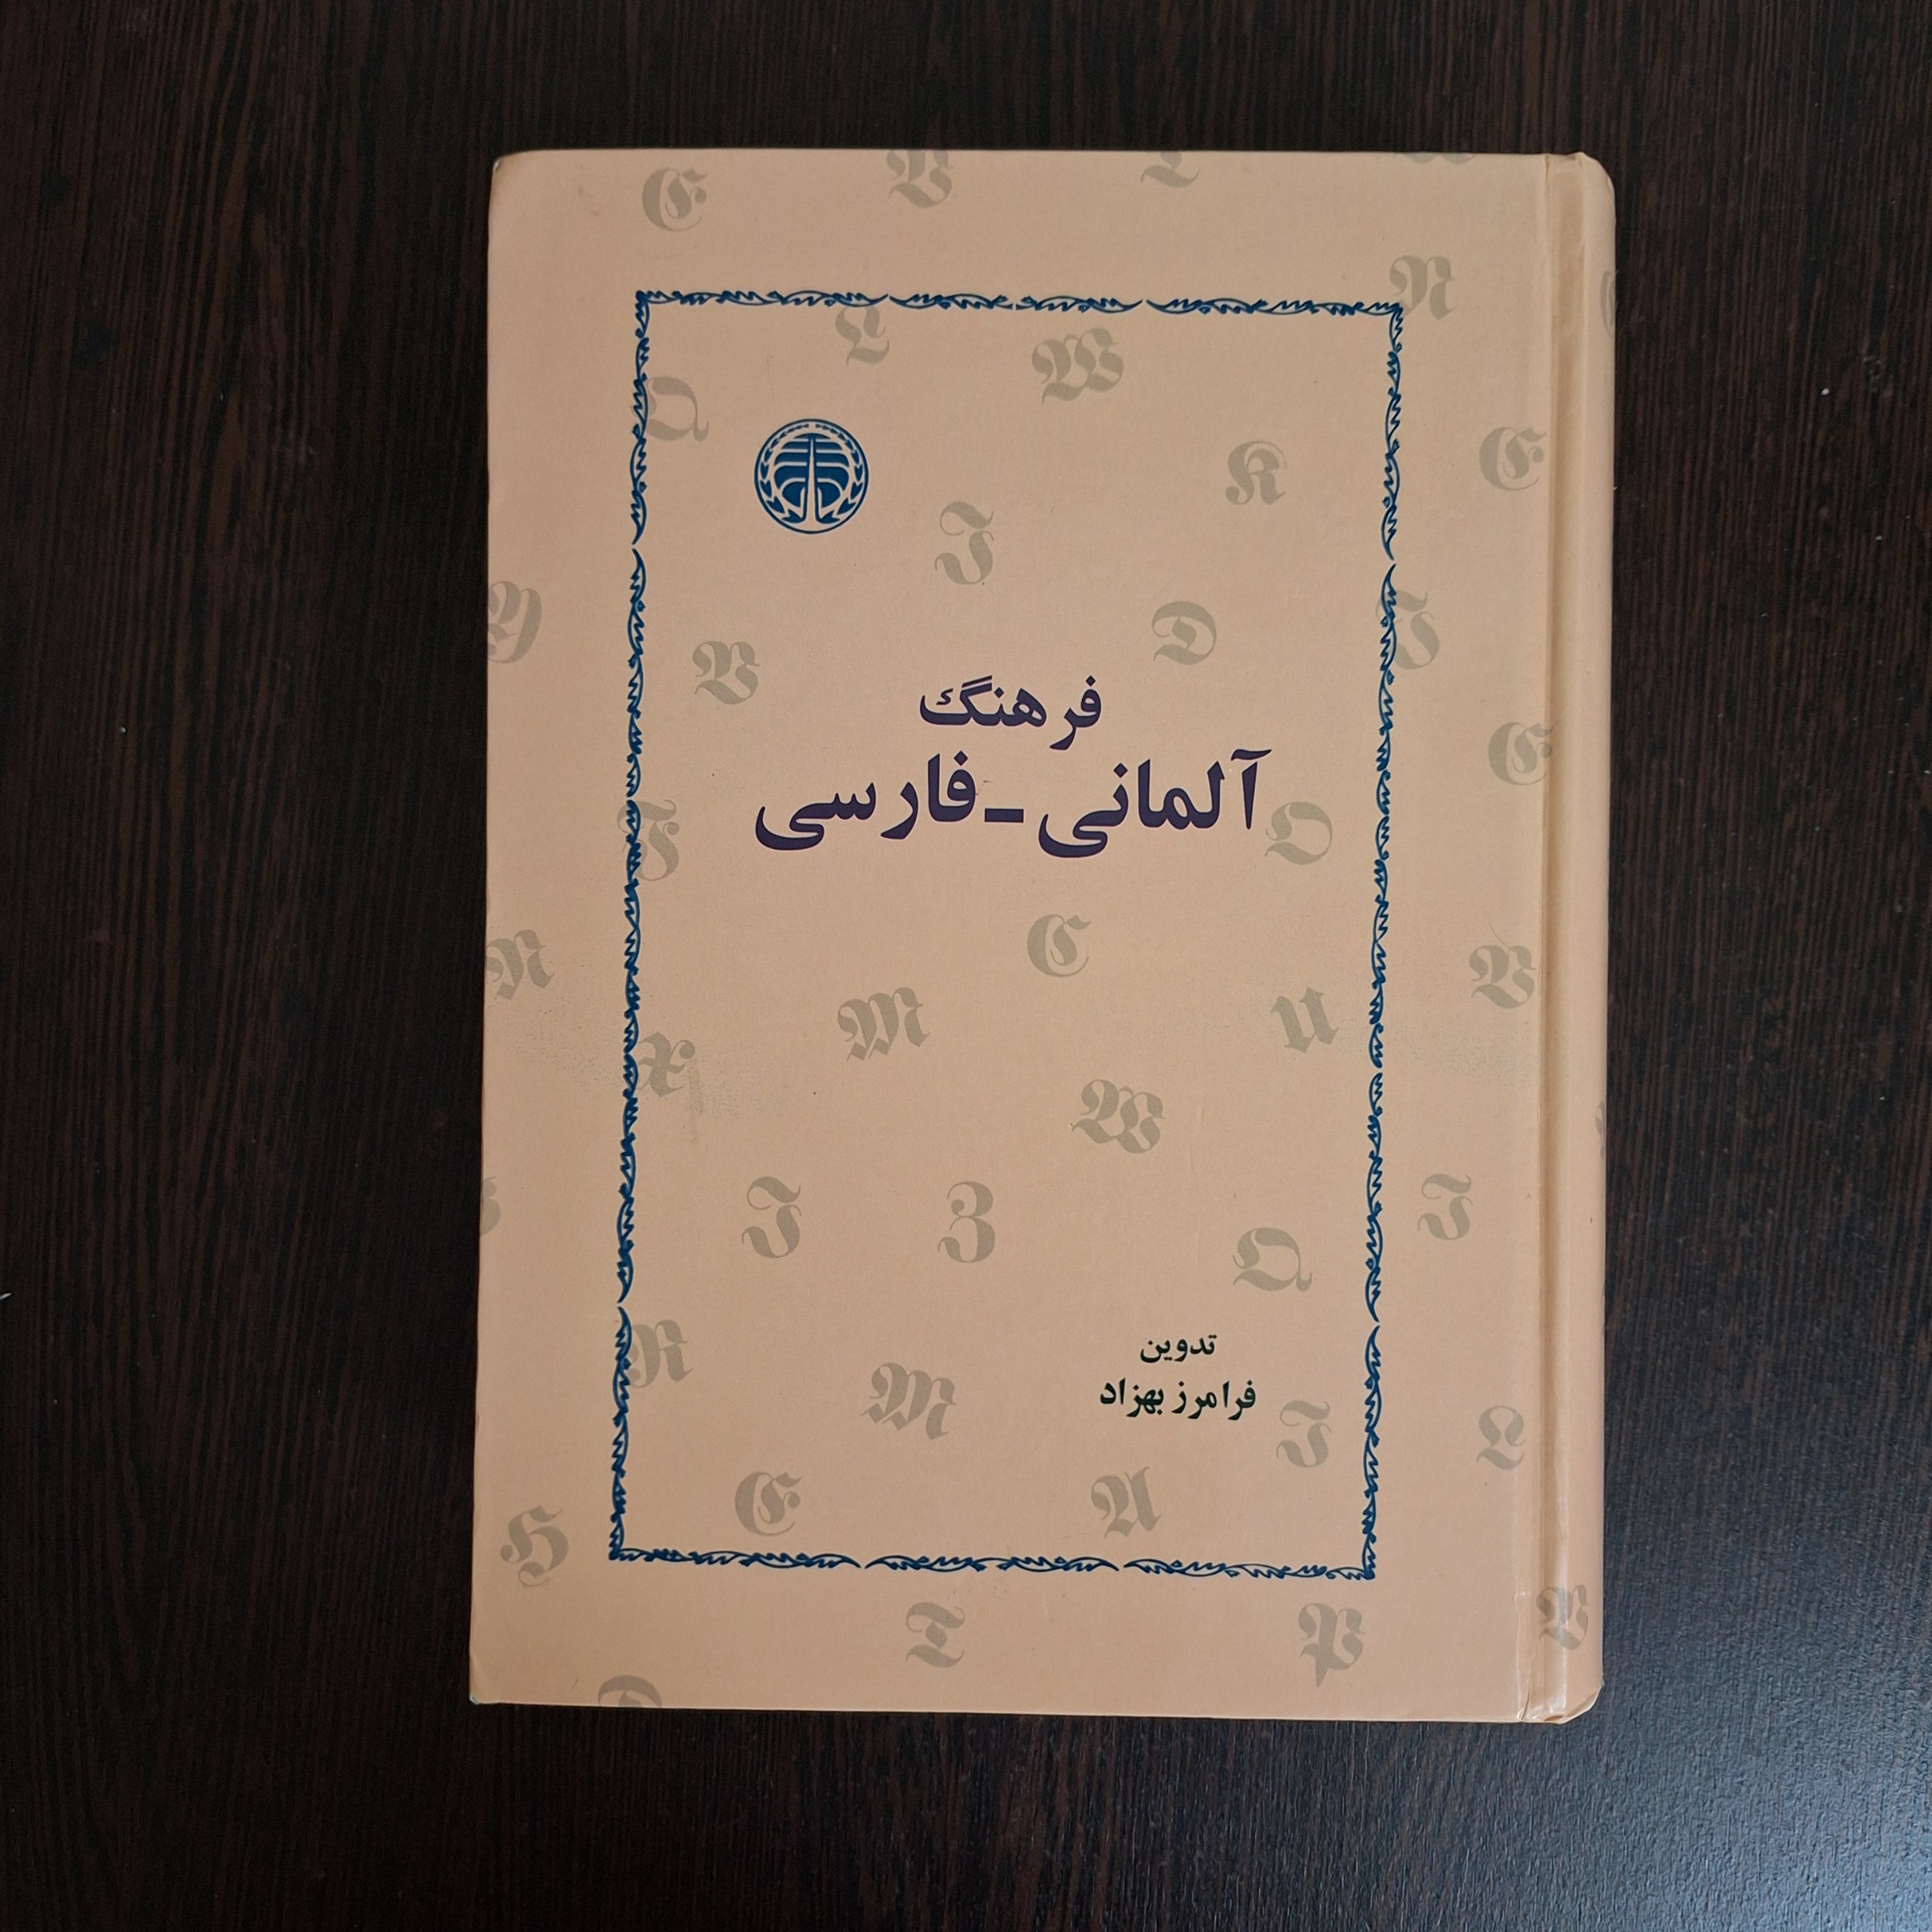 فرهنگ
آلمانی - فارسی
تدوین
فرامرز بهزاد